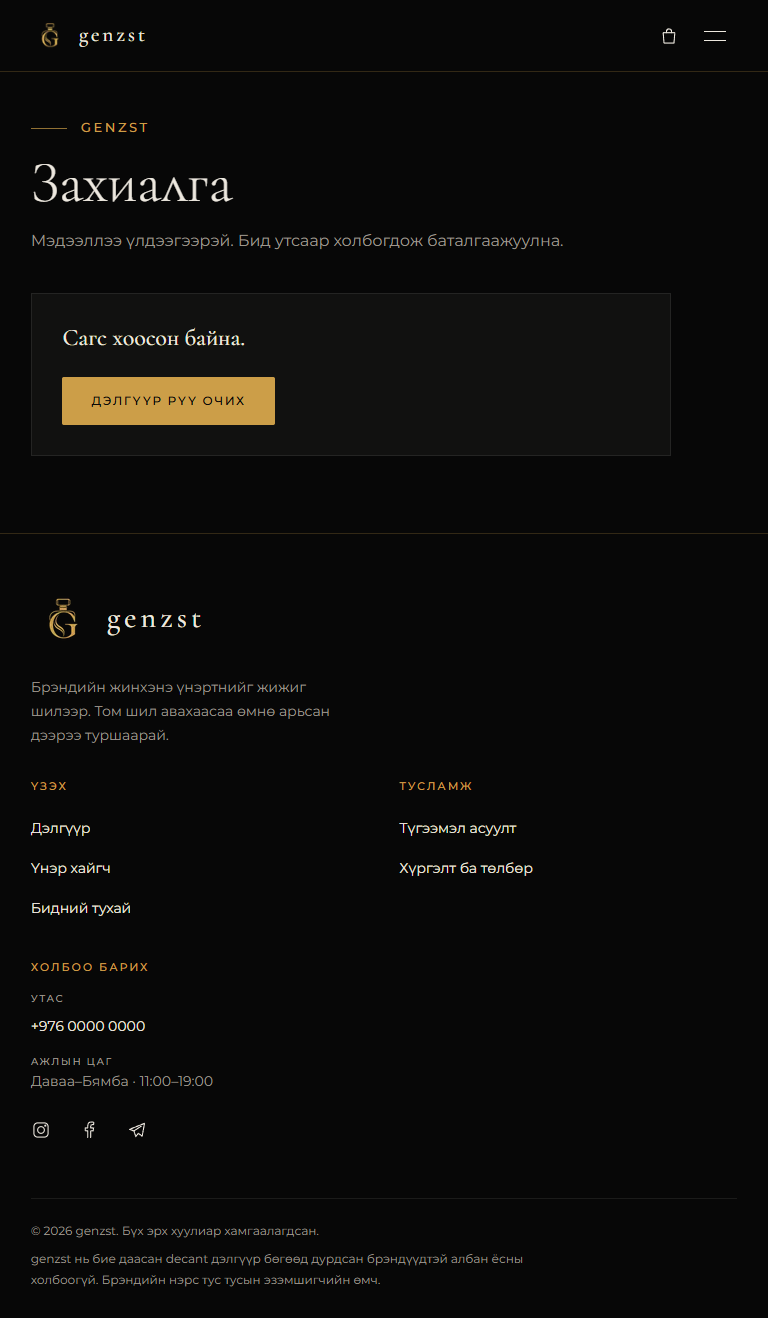 genzst
GENZST
Захиалга
Мэдээллээ үлдээгээрэй. Бид утсаар холбогдож баталгаажуулна.
Сагс хоосон байна.
ДЭЛГҮҮР РҮҮ ОЧИХ
genzst
Брэндийн жинхэнэ үнэртнийг жижиг
шилээр. Том шил авахаасаа өмнө арьсан
дээрээ туршаарай.
ҮЗЭХ
Дэлгүүр
Үнэр хайгч
Бидний тухай
ТУСЛАМЖ
Түгээмэл асуулт
Хүргэлт ба төлбөр
ХОЛБОО БАРИХ
УТАС
+976 0000 0000
АЖЛЫН ЦАГ
Даваа–Бямба · 11:00–19:00
© 2026 genzst. Бүх эрх хуулиар хамгаалагдсан.
genzst нь бие даасан decant дэлгүүр бөгөөд дурдсан брэндүүдтэй албан ёсны
холбоогүй. Брэндийн нэрс тус тусын эзэмшигчийн өмч.